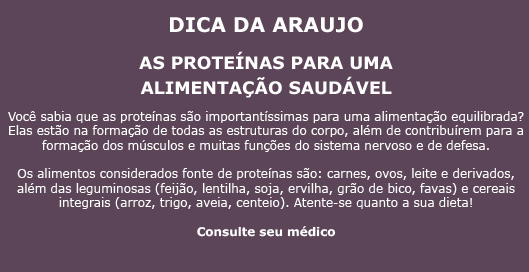 DICA DA ARAUJO
AS PROTEÍNAS PARA UMA
ALIMENTAÇÃO SAUDÁVEL
Você sabia que as proteínas são importantíssimas para uma alimentação equilibrada?
Elas estão na formação de todas as estruturas do corpo, além de contribuírem para a
formação dos músculos e muitas funções do sistema nervoso e de defesa.
Os alimentos considerados fonte de proteínas são: carnes, ovos, leite e derivados,
além das leguminosas (feijão, lentilha, soja, ervilha, grão de bico, favas) e cereais
integrais (arroz, trigo, aveia, centeio). Atente-se quanto a sua dieta!
Consulte seu médico